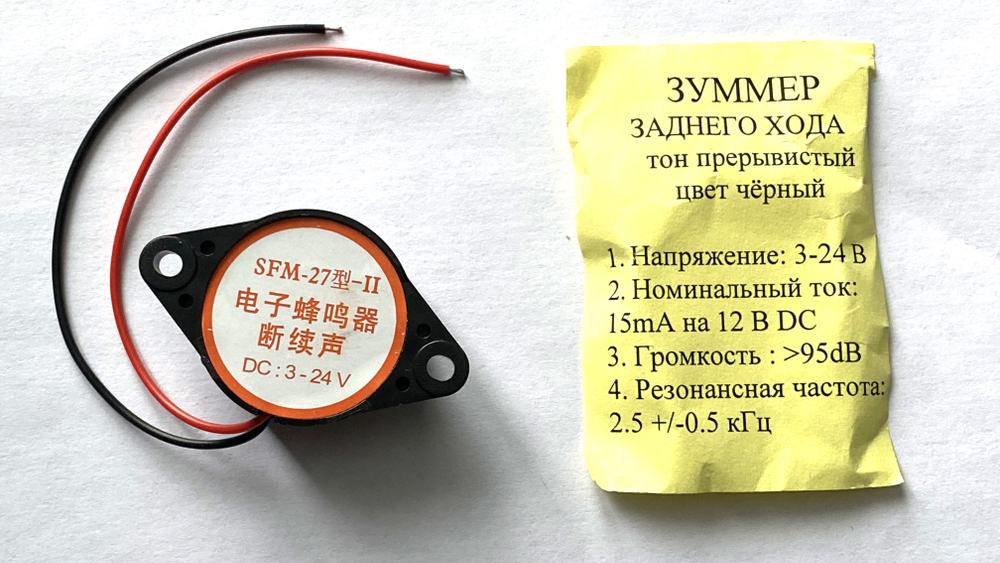 SFM-27型-II
电子蜂鸣器
断续声
DC : 3 - 24 V
ЗУММЕР
ЗАДНЕГО ХОДА
тон прерывистый
цвет чёрный
1. Напряжение: 3-24 В
2. Номинальный ток:
15mA на 12 В DC
3. Громкость : >95dB
4. Резонансная частота:
2.5 +/-0.5 кГц